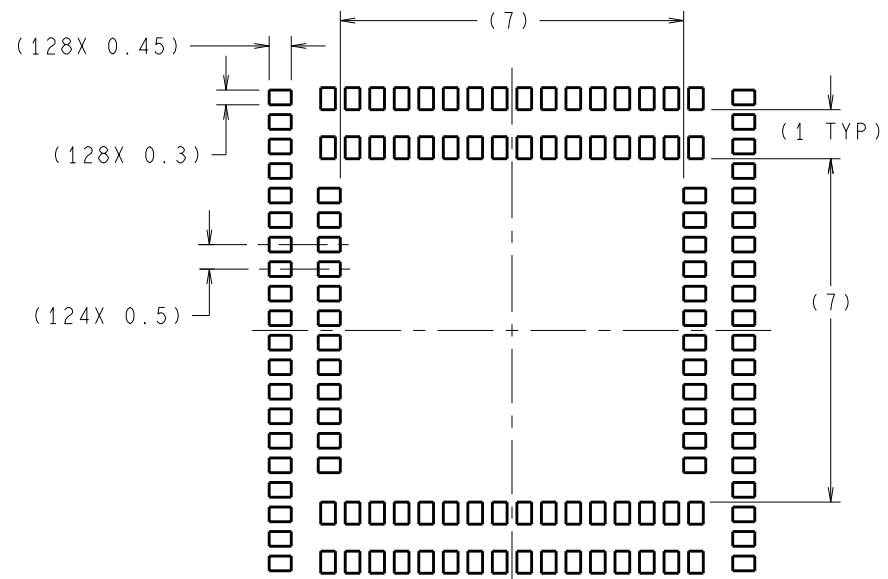 (7)
(128X 0.45)
(1 TYP)
(128X 0.3)
(7)
(124X 0.5)